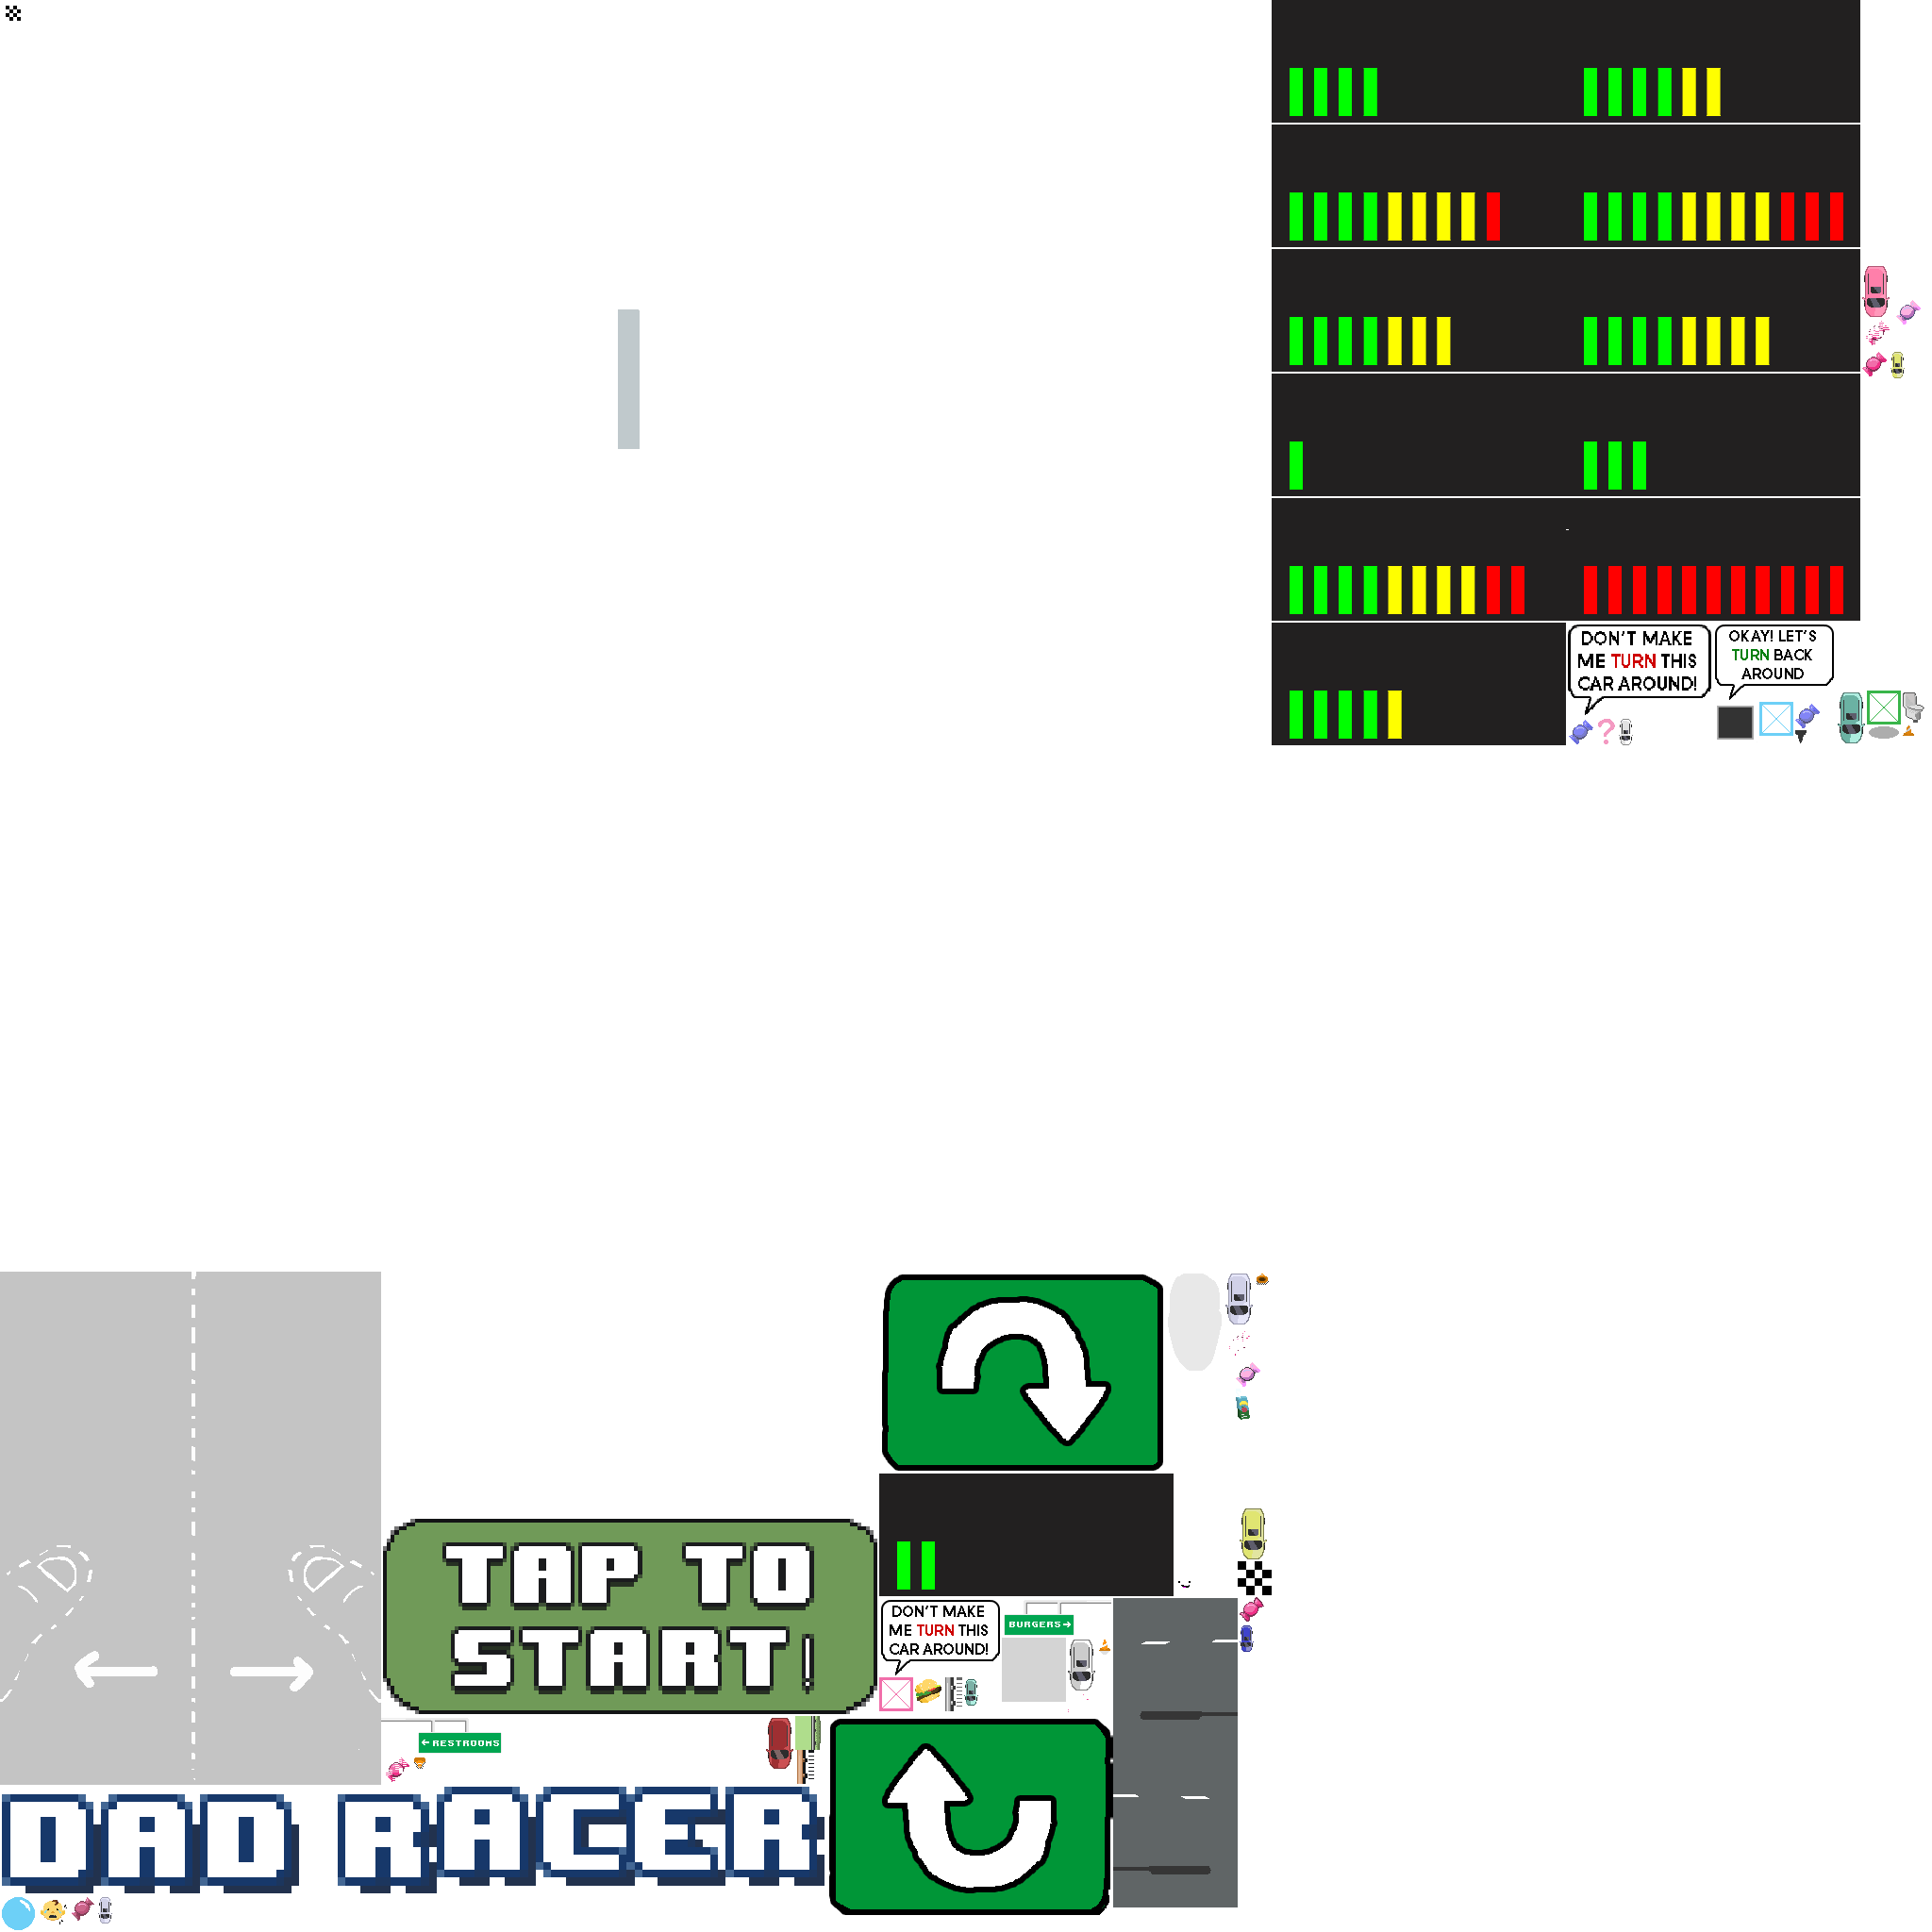 DON'T MAKE
ME TURN THIS
CAR AROUND!
OKAY! LET'S
TURN BACK
AROUND
?
TAP TO
START!
DON'T MAKE
ME TURN THIS
CAR AROUND!
BURGERS→
←RESTROOMS
DAD RACER